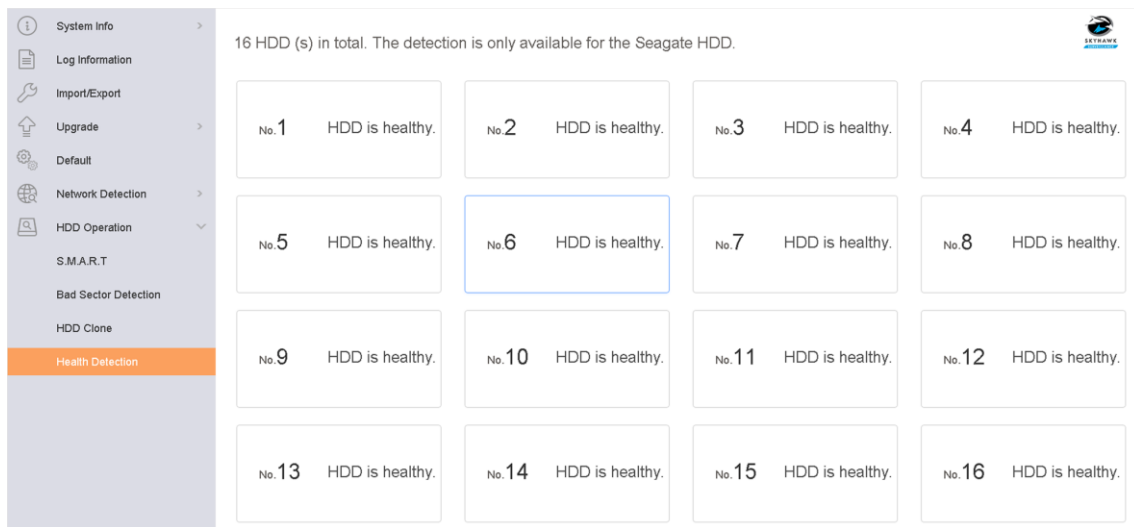 System Info
Log Information
Import/Export
Upgrade
Default
Network Detection
HDD Operation
S.M.A.R.T
Bad Sector Detection
HDD Clone
Health Detection
16 HDD (s) in total. The detection is only available for the Seagate HDD.
SKYHAWK
No.1 HDD is healthy.
No.2 HDD is healthy.
No.3 HDD is healthy.
No.4 HDD is healthy.
No.5 HDD is healthy.
No.6 HDD is healthy.
No.7 HDD is healthy.
No.8 HDD is healthy.
No.9 HDD is healthy.
No.10 HDD is healthy.
No.11 HDD is healthy.
No.12 HDD is healthy.
No.13 HDD is healthy.
No.14 HDD is healthy.
No.15 HDD is healthy.
No.16 HDD is healthy.